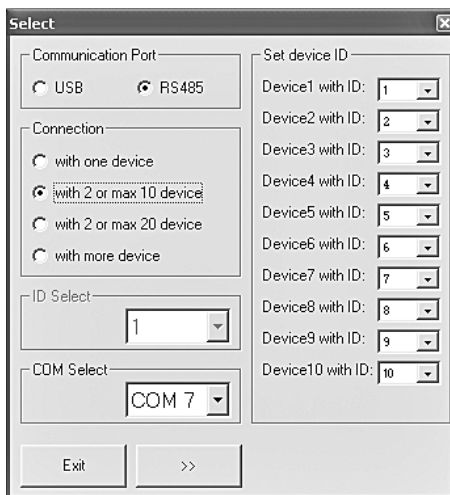 Select
Communication Port
USB
RS485
Connection
with one device
with 2 or max 10 device
with 2 or max 20 device
with more device
ID Select
1
COM Select
COM 7
Exit
>>
Set device ID
Device1 with ID: 1
Device2 with ID: 2
Device3 with ID: 3
Device4 with ID: 4
Device5 with ID: 5
Device6 with ID: 6
Device7 with ID: 7
Device8 with ID: 8
Device9 with ID: 9
Device10 with ID: 10